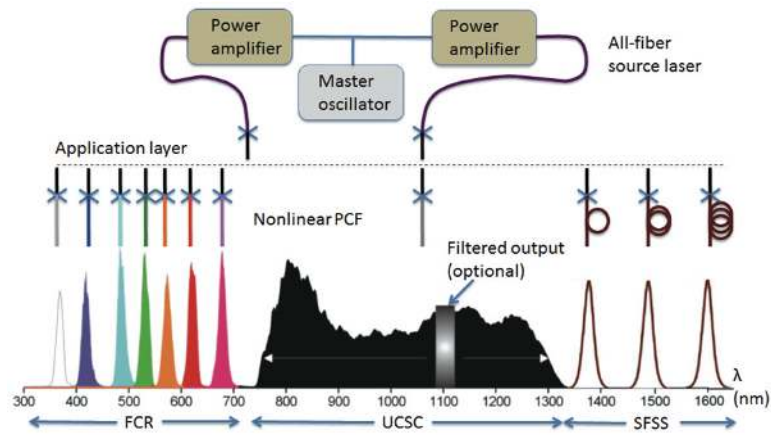 Power
amplifier
Power
amplifier
All-fiber
source laser
Master
oscillator
Application layer
Nonlinear PCF
Filtered output
(optional)
300 400 500 600 700 800 900 1000 1100 1200 1300 1400 1500 1600
λ
(nm)
FCR
UCSC
SFSS